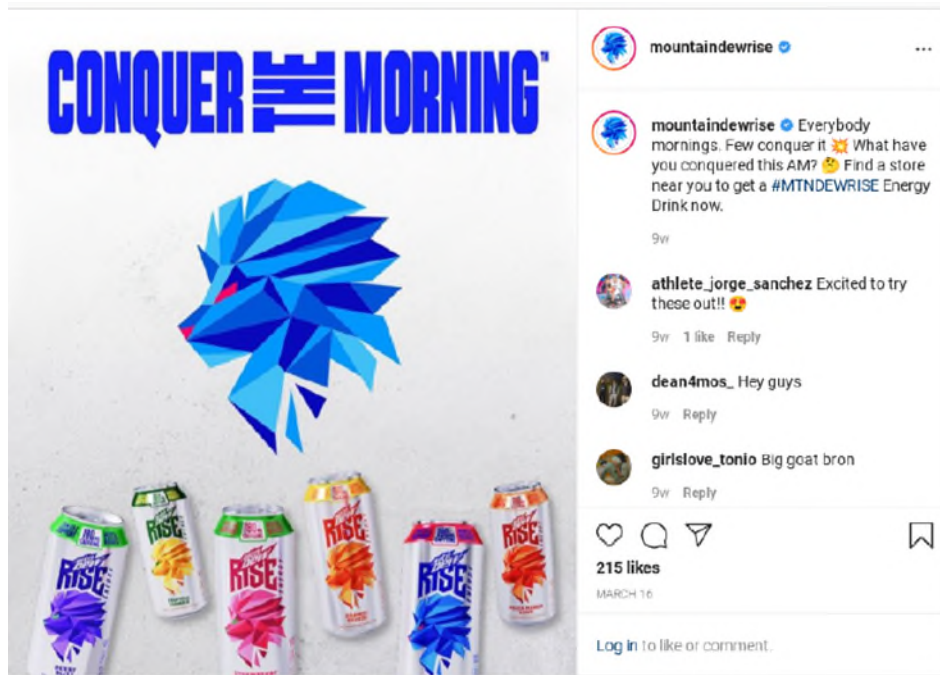 CONQUER THE MORNING™
mountaindewrise
mountaindewrise Everybody
mornings. Few conquer it 💥 What have
you conquered this AM? 🤔 Find a store
near you to get a #MTNDEWRISE Energy
Drink now.
9w
athlete_jorge_sanchez Excited to try
these out!! 😍
9w 1 like Reply
dean4mos_ Hey guys
9w Reply
girlslove_tonio Big goat bron
9w Reply
215 likes
MARCH 16
Log in to like or comment.
RISE
RISE
RISE
RISE
RISE
RISE